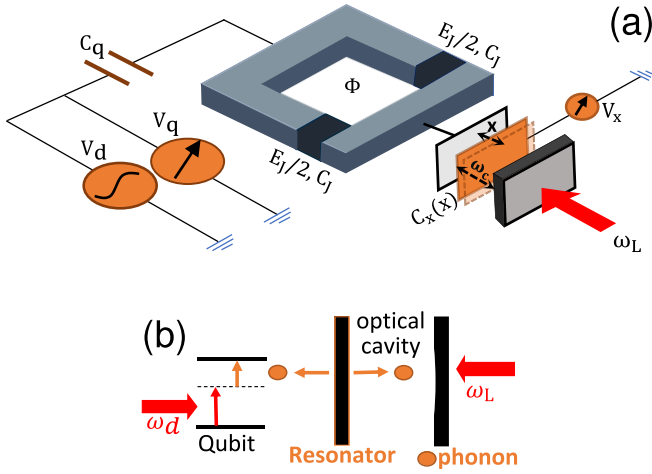 (a)
C_q
E_J/2, C_J
Φ
V_q
V_d
E_J/2, C_J
x
V_x
ω_c
C_x(x)
ω_L
(b)
optical
cavity
ω_d
Qubit
Resonator
ω_L
phonon